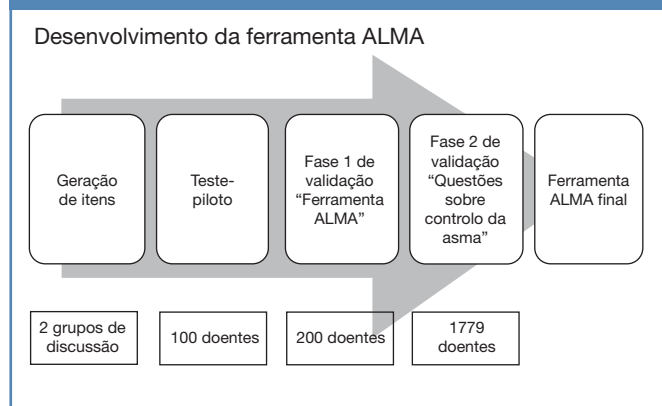 Desenvolvimento da ferramenta ALMA
Geração
de itens
Teste-
piloto
Fase 1 de
validação
“Ferramenta
ALMA”
Fase 2 de
validação
“Questões
sobre
controlo da
asma”
Ferramenta
ALMA final
2 grupos de
discussão
100 doentes
200 doentes
1779
doentes